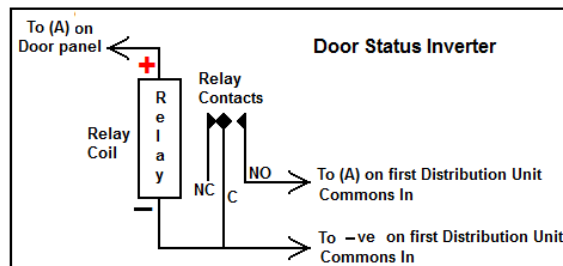 To (A) on
Door panel
Door Status Inverter
+
Relay
Contacts
Relay
Coil
R
e
l
a
y
NC
C
NO
To (A) on first Distribution Unit
Commons In
−
To −ve on first Distribution Unit
Commons In